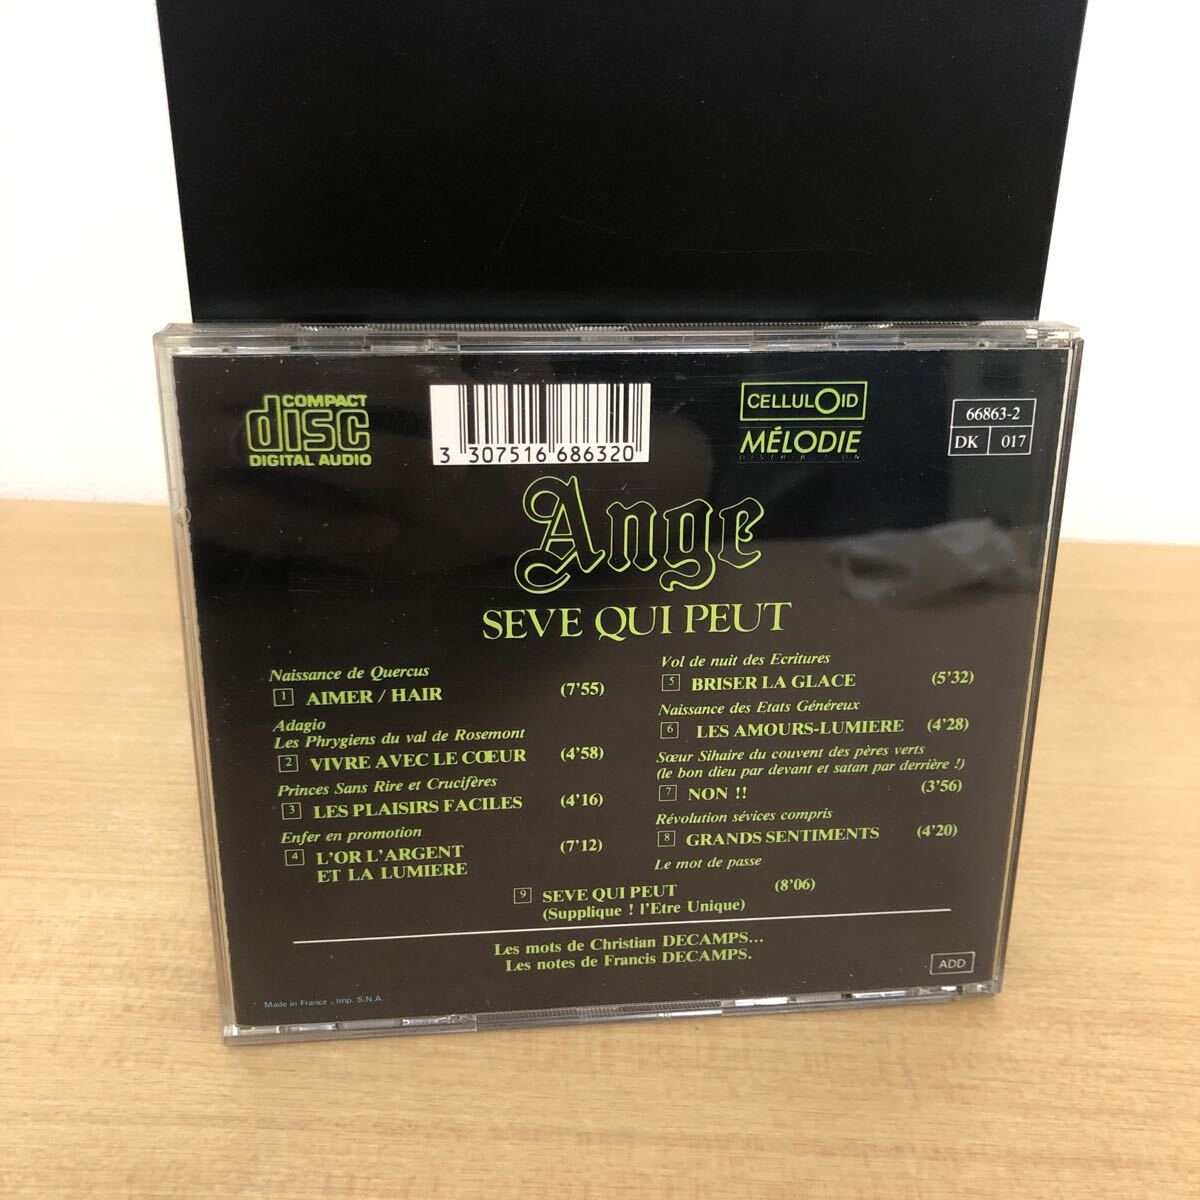 COMPACT
disc
DIGITAL AUDIO
3 307516 686320
CELLULOID
MÉLODIE
DISTRIBUTION
66863-2
DK 017
Ange
SEVE QUI PEUT
Naissance de Quercus
1 AIMER / HAIR (7'55)
Adagio
Les Phrygiens du val de Rosemont
2 VIVRE AVEC LE CŒUR (4'58)
Princes Sans Rire et Crucifères
3 LES PLAISIRS FACILES (4'16)
Enfer en promotion
4 L'OR L'ARGENT (7'12)
ET LA LUMIERE
Vol de nuit des Ecritures
5 BRISER LA GLACE (5'32)
Naissance des Etats Généreux
6 LES AMOURS-LUMIERE (4'28)
Sœur Sihaire du couvent des pères verts
(le bon dieu par devant et satan par derrière !)
7 NON !! (3'56)
Révolution sévices compris
8 GRANDS SENTIMENTS (4'20)
Le mot de passe
9 SEVE QUI PEUT (8'06)
(Supplique ! l'Etre Unique)
Les mots de Christian DECAMPS...
Les notes de Francis DECAMPS.
ADD
Made in France - Imp. S.N.A.